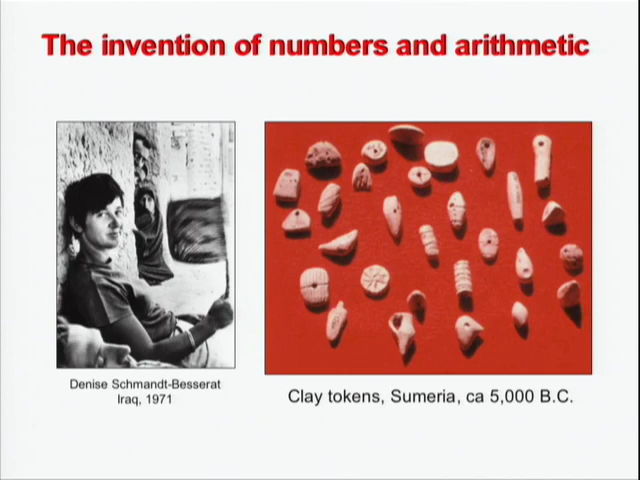 The invention of numbers and arithmetic
Denise Schmandt-Besserat
Iraq, 1971
Clay tokens, Sumeria, ca 5,000 B.C.